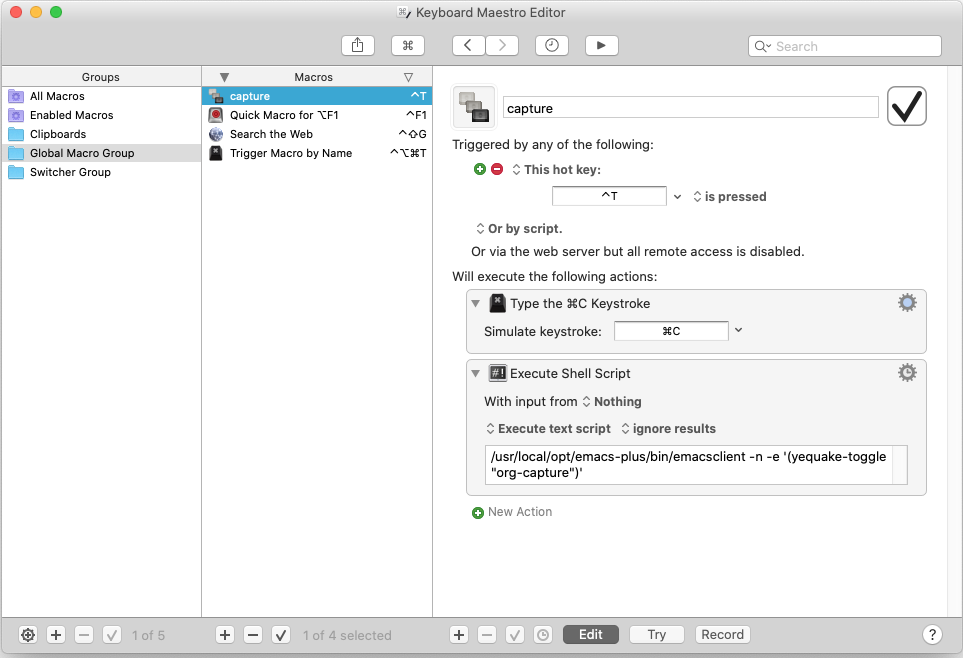 Keyboard Maestro Editor
⌘
Search
Groups
Macros
All Macros
Enabled Macros
Clipboards
Global Macro Group
Switcher Group
capture ^T
Quick Macro for ⌥F1 ^F1
Search the Web ^⇧G
Trigger Macro by Name ^⌥⌘T
capture
Triggered by any of the following:
This hot key:
^T is pressed
Or by script.
Or via the web server but all remote access is disabled.
Will execute the following actions:
Type the ⌘C Keystroke
Simulate keystroke: ⌘C
#! Execute Shell Script
With input from Nothing
Execute text script ignore results
/usr/local/opt/emacs-plus/bin/emacsclient -n -e '(yequake-toggle
"org-capture")'
New Action
1 of 5
1 of 4 selected
Edit Try Record ?